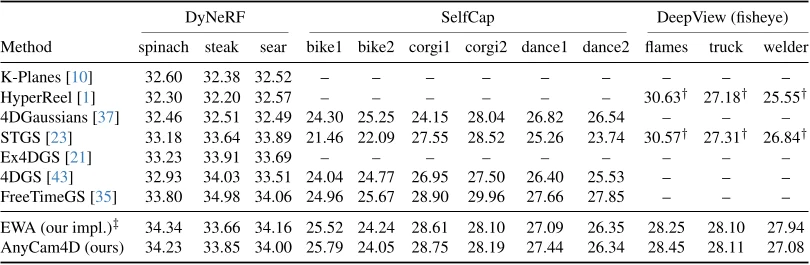 DyNeRF SelfCap DeepView (fisheye)
Method spinach steak sear bike1 bike2 corgi1 corgi2 dance1 dance2 flames truck welder
K-Planes [10] 32.60 32.38 32.52 – – – – – – – – –
HyperReel [1] 32.30 32.20 32.57 – – – – – – 30.63† 27.18† 25.55†
4DGaussians [37] 32.46 32.51 32.49 24.30 25.25 24.15 28.04 26.82 26.54 – – –
STGS [23] 33.18 33.64 33.89 21.46 22.09 27.55 28.52 25.26 23.74 30.57† 27.31† 26.84†
Ex4DGS [21] 33.23 33.91 33.69 – – – – – – – – –
4DGS [43] 32.93 34.03 33.51 24.04 24.77 26.95 27.50 26.40 25.53 – – –
FreeTimeGS [35] 33.80 34.98 34.06 24.96 25.67 28.90 29.96 27.66 27.85 – – –
EWA (our impl.)‡ 34.34 33.66 34.16 25.52 24.24 28.61 28.10 27.09 26.35 28.25 28.10 27.94
AnyCam4D (ours) 34.23 33.85 34.00 25.79 24.05 28.75 28.19 27.44 26.34 28.45 28.11 27.08